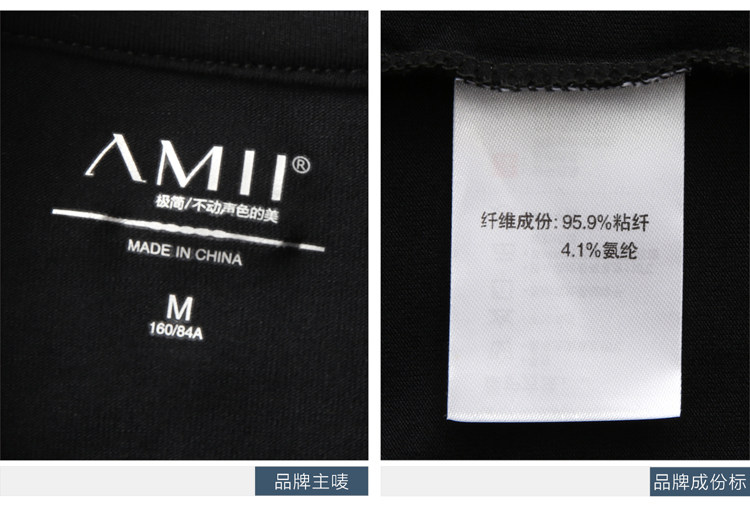 AMII®
极简/不动声色的美
MADE IN CHINA
M
160/84A
品牌主唛
纤维成份: 95.9%粘纤
4.1%氨纶
品牌成份标